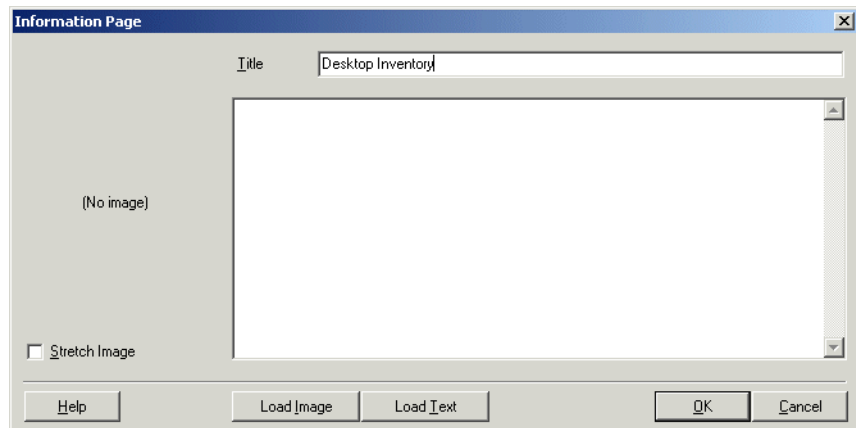 Information Page
Title Desktop Inventory
(No image)
Stretch Image
Help Load Image Load Text OK Cancel